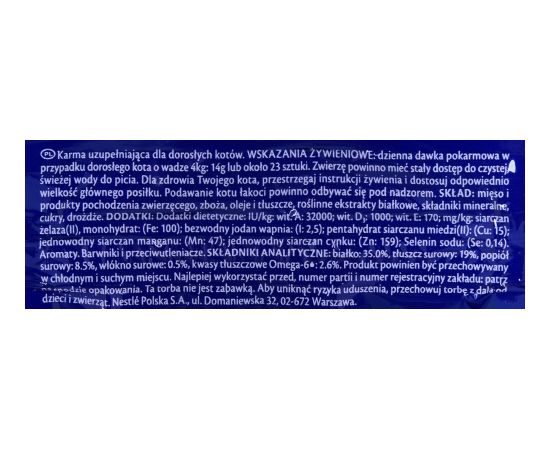 PL Karma uzupełniająca dla dorosłych kotów. WSKAZANIA ŻYWIENIOWE: dzienna dawka pokarmowa w
przypadku dorosłego kota o wadze 4kg: 14g lub około 23 sztuki. Zwierzę powinno mieć stały dostęp do czystej
świeżej wody do picia. Dla zdrowia Twojego kota, przestrzegaj instrukcji żywienia i dostosuj odpowiednio
wielkość głównego posiłku. Podawanie kotu łakoci powinno odbywać się pod nadzorem. SKŁAD: mięso i
produkty pochodzenia zwierzęcego, zboża, oleje i tłuszcze, roślinne ekstrakty białkowe, składniki mineralne,
cukry, drożdże. DODATKI: Dodatki dietetyczne: IU/kg: wit. A: 32000; wit. D₃: 1000; wit. E: 170; mg/kg: siarczan
żelaza(II), monohydrat: (Fe: 100); bezwodny jodan wapnia: (I: 2,5); pentahydrat siarczanu miedzi(II): (Cu: 15);
jednowodny siarczan manganu: (Mn: 47); jednowodny siarczan cynku: (Zn: 159); Selenin sodu: (Se: 0,14).
Aromaty. Barwniki i przeciwutleniacze. SKŁADNIKI ANALITYCZNE: białko: 35.0%, tłuszcz surowy: 19%, popiół
surowy: 8.5%, włókno surowe: 0.5%, kwasy tłuszczowe Omega-6•: 2.6%. Produkt powinien być przechowywany
w chłodnym i suchym miejscu. Najlepiej spożyć przed, numer partii i numer rejestracyjny zakładu: patrz
na spodzie opakowania. Ta torba nie jest zabawką. Aby uniknąć ryzyka uduszenia, przechowuj torbę z dala od
dzieci i zwierząt. Nestlé Polska S.A., ul. Domaniewska 32, 02-672 Warszawa.